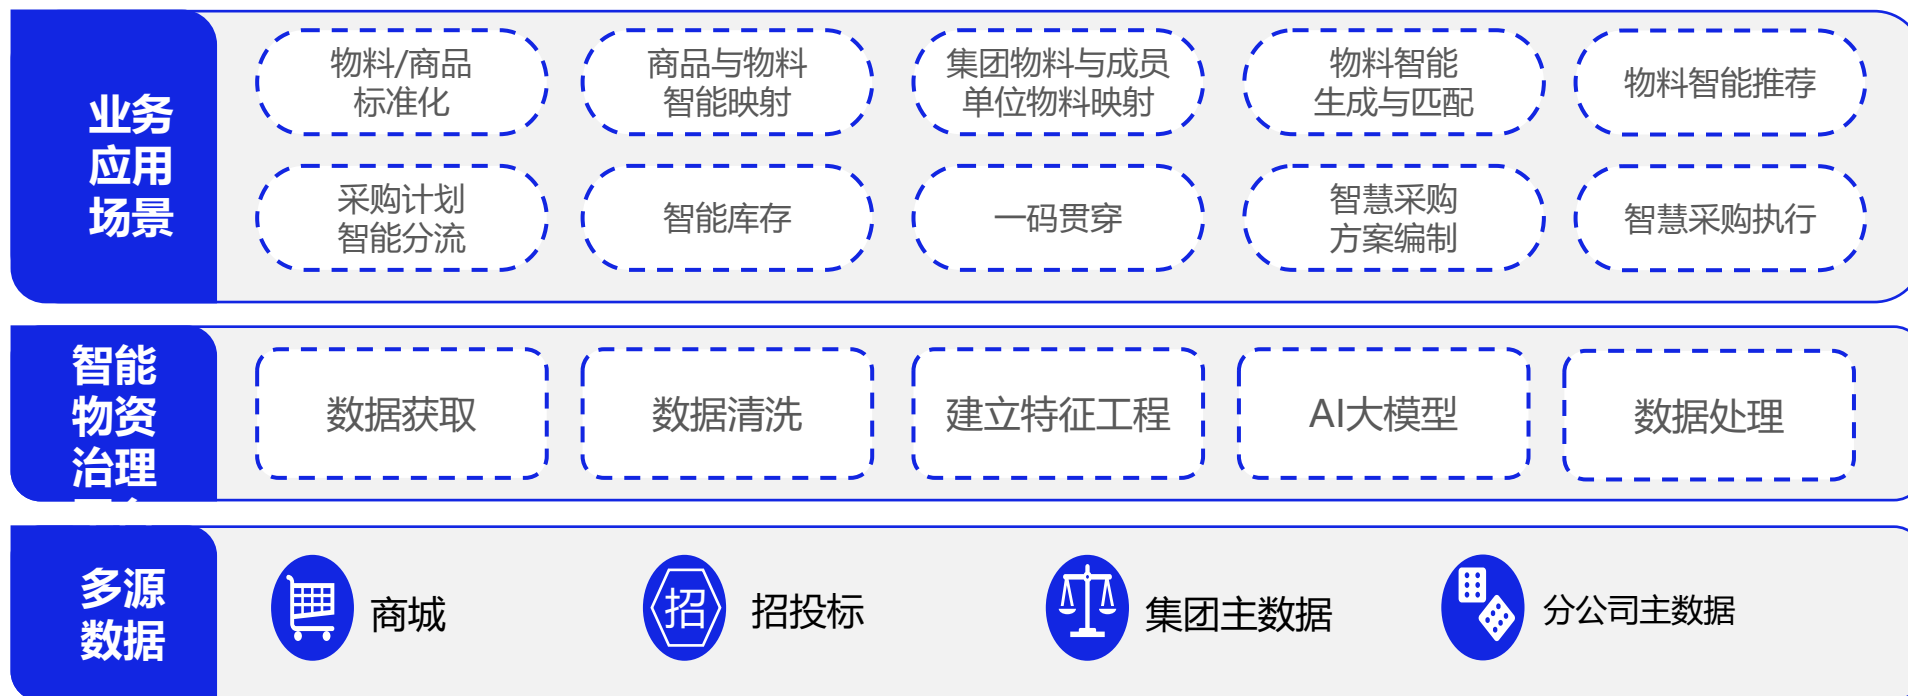 业务
应用
场景
物料/商品
标准化
商品与物料
智能映射
集团物料与成员
单位物料映射
物料智能
生成与匹配
物料智能推荐
采购计划
智能分流
智能库存
一码贯穿
智慧采购
方案编制
智慧采购执行
智能
物资
治理
数据获取
数据清洗
建立特征工程
AI大模型
数据处理
多源
数据
商城
招
招投标
集团主数据
分公司主数据